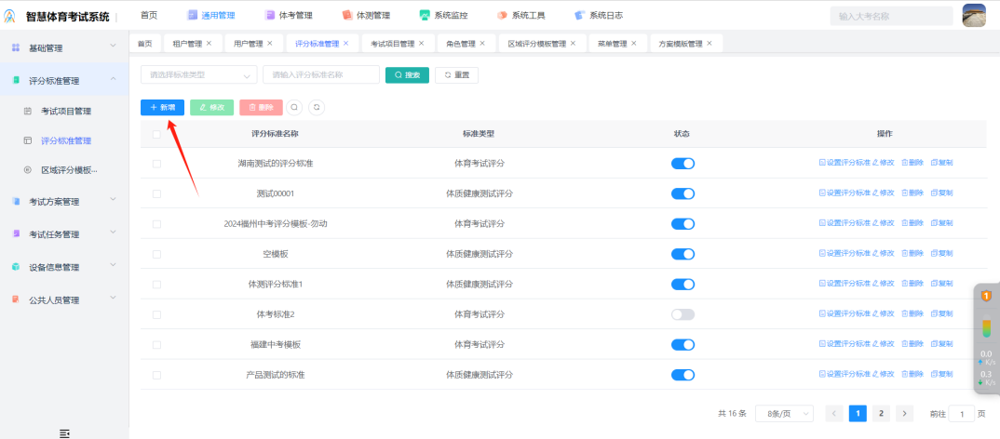 智慧体育考试系统 首页 通用管理 体考管理 体测管理 系统监控 系统工具 系统日志 输入大考名称
基础管理
评分标准管理
考试项目管理
评分标准管理
区域评分模板...
考试方案管理
考试任务管理
设备信息管理
公共人员管理
首页 租户管理 × 用户管理 × 评分标准管理 × 考试项目管理 × 角色管理 × 区域评分模板管理 × 菜单管理 × 方案模版管理 ×
请选择标准类型 请输入评分标准名称 搜索 重置
+ 新增 修改 删除
评分标准名称 标准类型 状态 操作
湖南测试的评分标准 体育考试评分 设置评分标准 修改 删除 复制
测试00001 体质健康测试评分 设置评分标准 修改 删除 复制
2024福州中考评分模板-勿动 体育考试评分 设置评分标准 修改 删除 复制
空模板 体质健康测试评分 设置评分标准 修改 删除 复制
体测评分标准1 体质健康测试评分 设置评分标准 修改 删除 复制
体考标准2 体育考试评分 设置评分标准 修改 删除 复制
福建中考模板 体育考试评分 设置评分标准 修改 删除 复制
产品测试的标准 体质健康测试评分 设置评分标准 修改 删除 复制
共 16 条 8条/页 < 1 2 > 前往 1 页
1
0.0
K/s
0.3
K/s